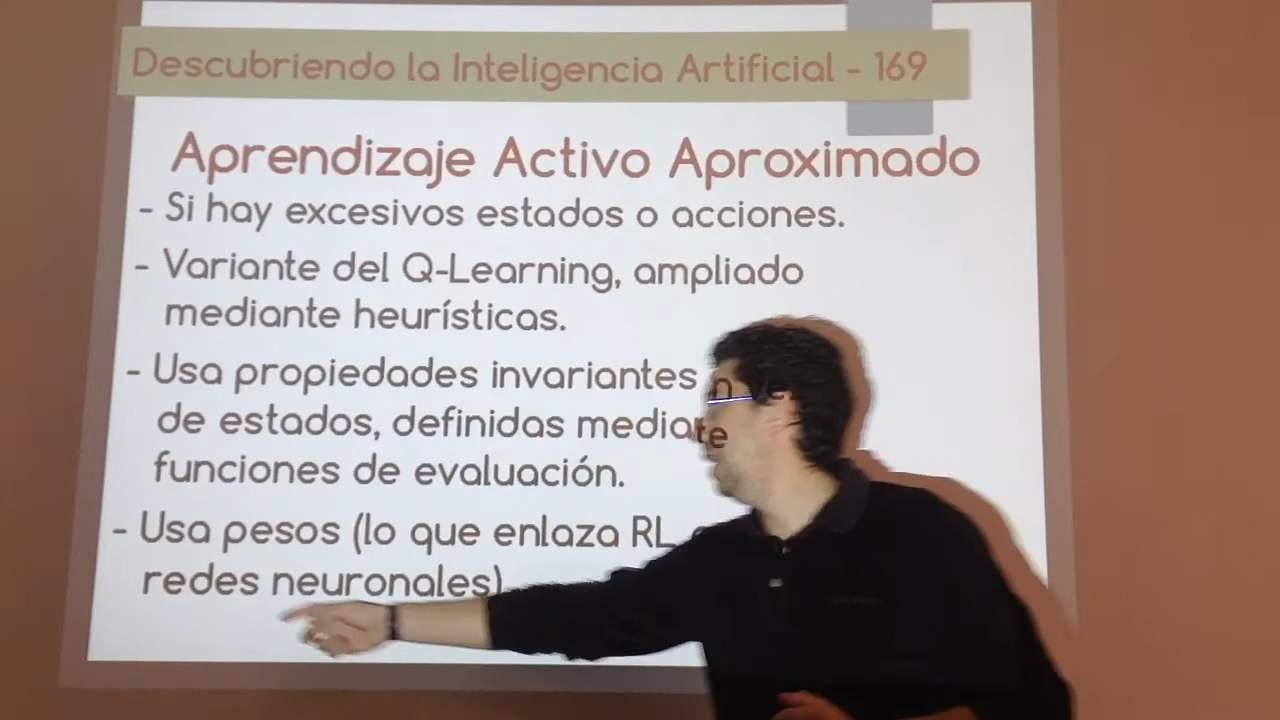 Descubriendo la Inteligencia Artificial - 169
Aprendizaje Activo Aproximado
- Si hay excesivos estados o acciones.
- Variante del Q-Learning, ampliado
mediante heurísticas.
- Usa propiedades invariantes
de estados, definidas mediante
funciones de evaluación.
- Usa pesos (lo que enlaza RL
redes neuronales)